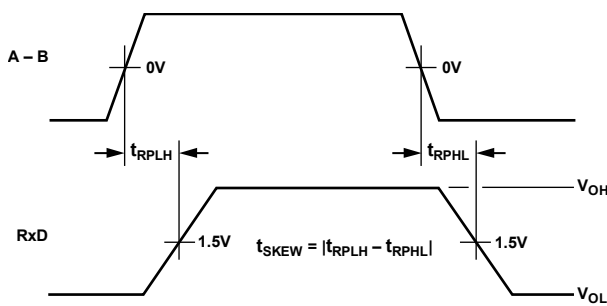 A – B
0V
0V
tRPLH
tRPHL
VOH
RxD
1.5V
tSKEW = |tRPLH – tRPHL|
1.5V
VOL